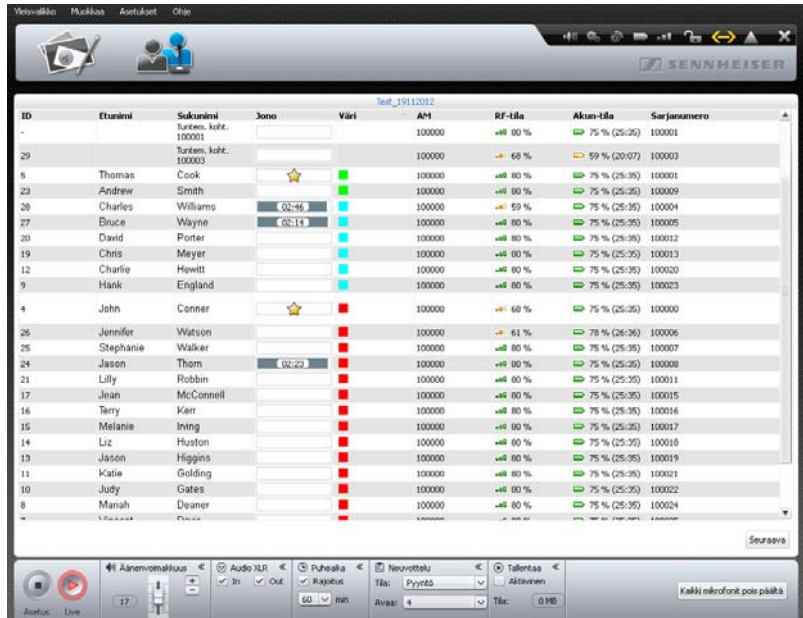 Yleisvalikko Muokkaa Asetukset Ohje
SENNHEISER
Test_19112012
ID Etunimi Sukunimi Jono Väri AM RF-tila Akun-tila Sarjanumero
- Tuntem. koht. 100001 100000 80 % 75 % (25:35) 100001
29 Tuntem. koht. 100003 100000 68 % 59 % (20:07) 100003
5 Thomas Cook 100000 80 % 75 % (25:35) 100001
23 Andrew Smith 100000 80 % 75 % (25:35) 100009
28 Charles Williams 02:46 100000 59 % 75 % (25:35) 100004
27 Bruce Wayne 02:14 100000 80 % 75 % (25:35) 100005
20 David Porter 100000 80 % 75 % (25:35) 100012
19 Chris Meyer 100000 80 % 75 % (25:35) 100013
12 Charlie Hewitt 100000 80 % 75 % (25:35) 100020
9 Hank England 100000 80 % 75 % (25:35) 100023
4 John Conner 100000 68 % 75 % (25:35) 100000
26 Jennifer Watson 100000 61 % 78 % (26:36) 100006
25 Stephanie Walker 100000 80 % 75 % (25:35) 100007
24 Jason Thorn 02:23 100000 80 % 75 % (25:35) 100008
21 Lilly Robbin 100000 80 % 75 % (25:35) 100011
17 Jean McConnell 100000 80 % 75 % (25:35) 100015
16 Terry Kerr 100000 80 % 75 % (25:35) 100016
15 Melanie Irving 100000 80 % 75 % (25:35) 100017
14 Liz Huston 100000 80 % 75 % (25:35) 100018
13 Jason Higgins 100000 80 % 75 % (25:35) 100019
11 Katie Golding 100000 80 % 75 % (25:35) 100021
10 Judy Gates 100000 80 % 75 % (25:35) 100022
8 Mariah Deaner 100000 80 % 75 % (25:35) 100024
Seuraava
Äänenvoimakkuus Audio XLR Puheaika Neuvottelu Tallentaa
In Out Rajoitus Tila: Pyyntö Aktivinen
Kaikki mikrofonit pois päältä
17 60 min Avaa: 4 Tila: 0 MB
Asetus Live